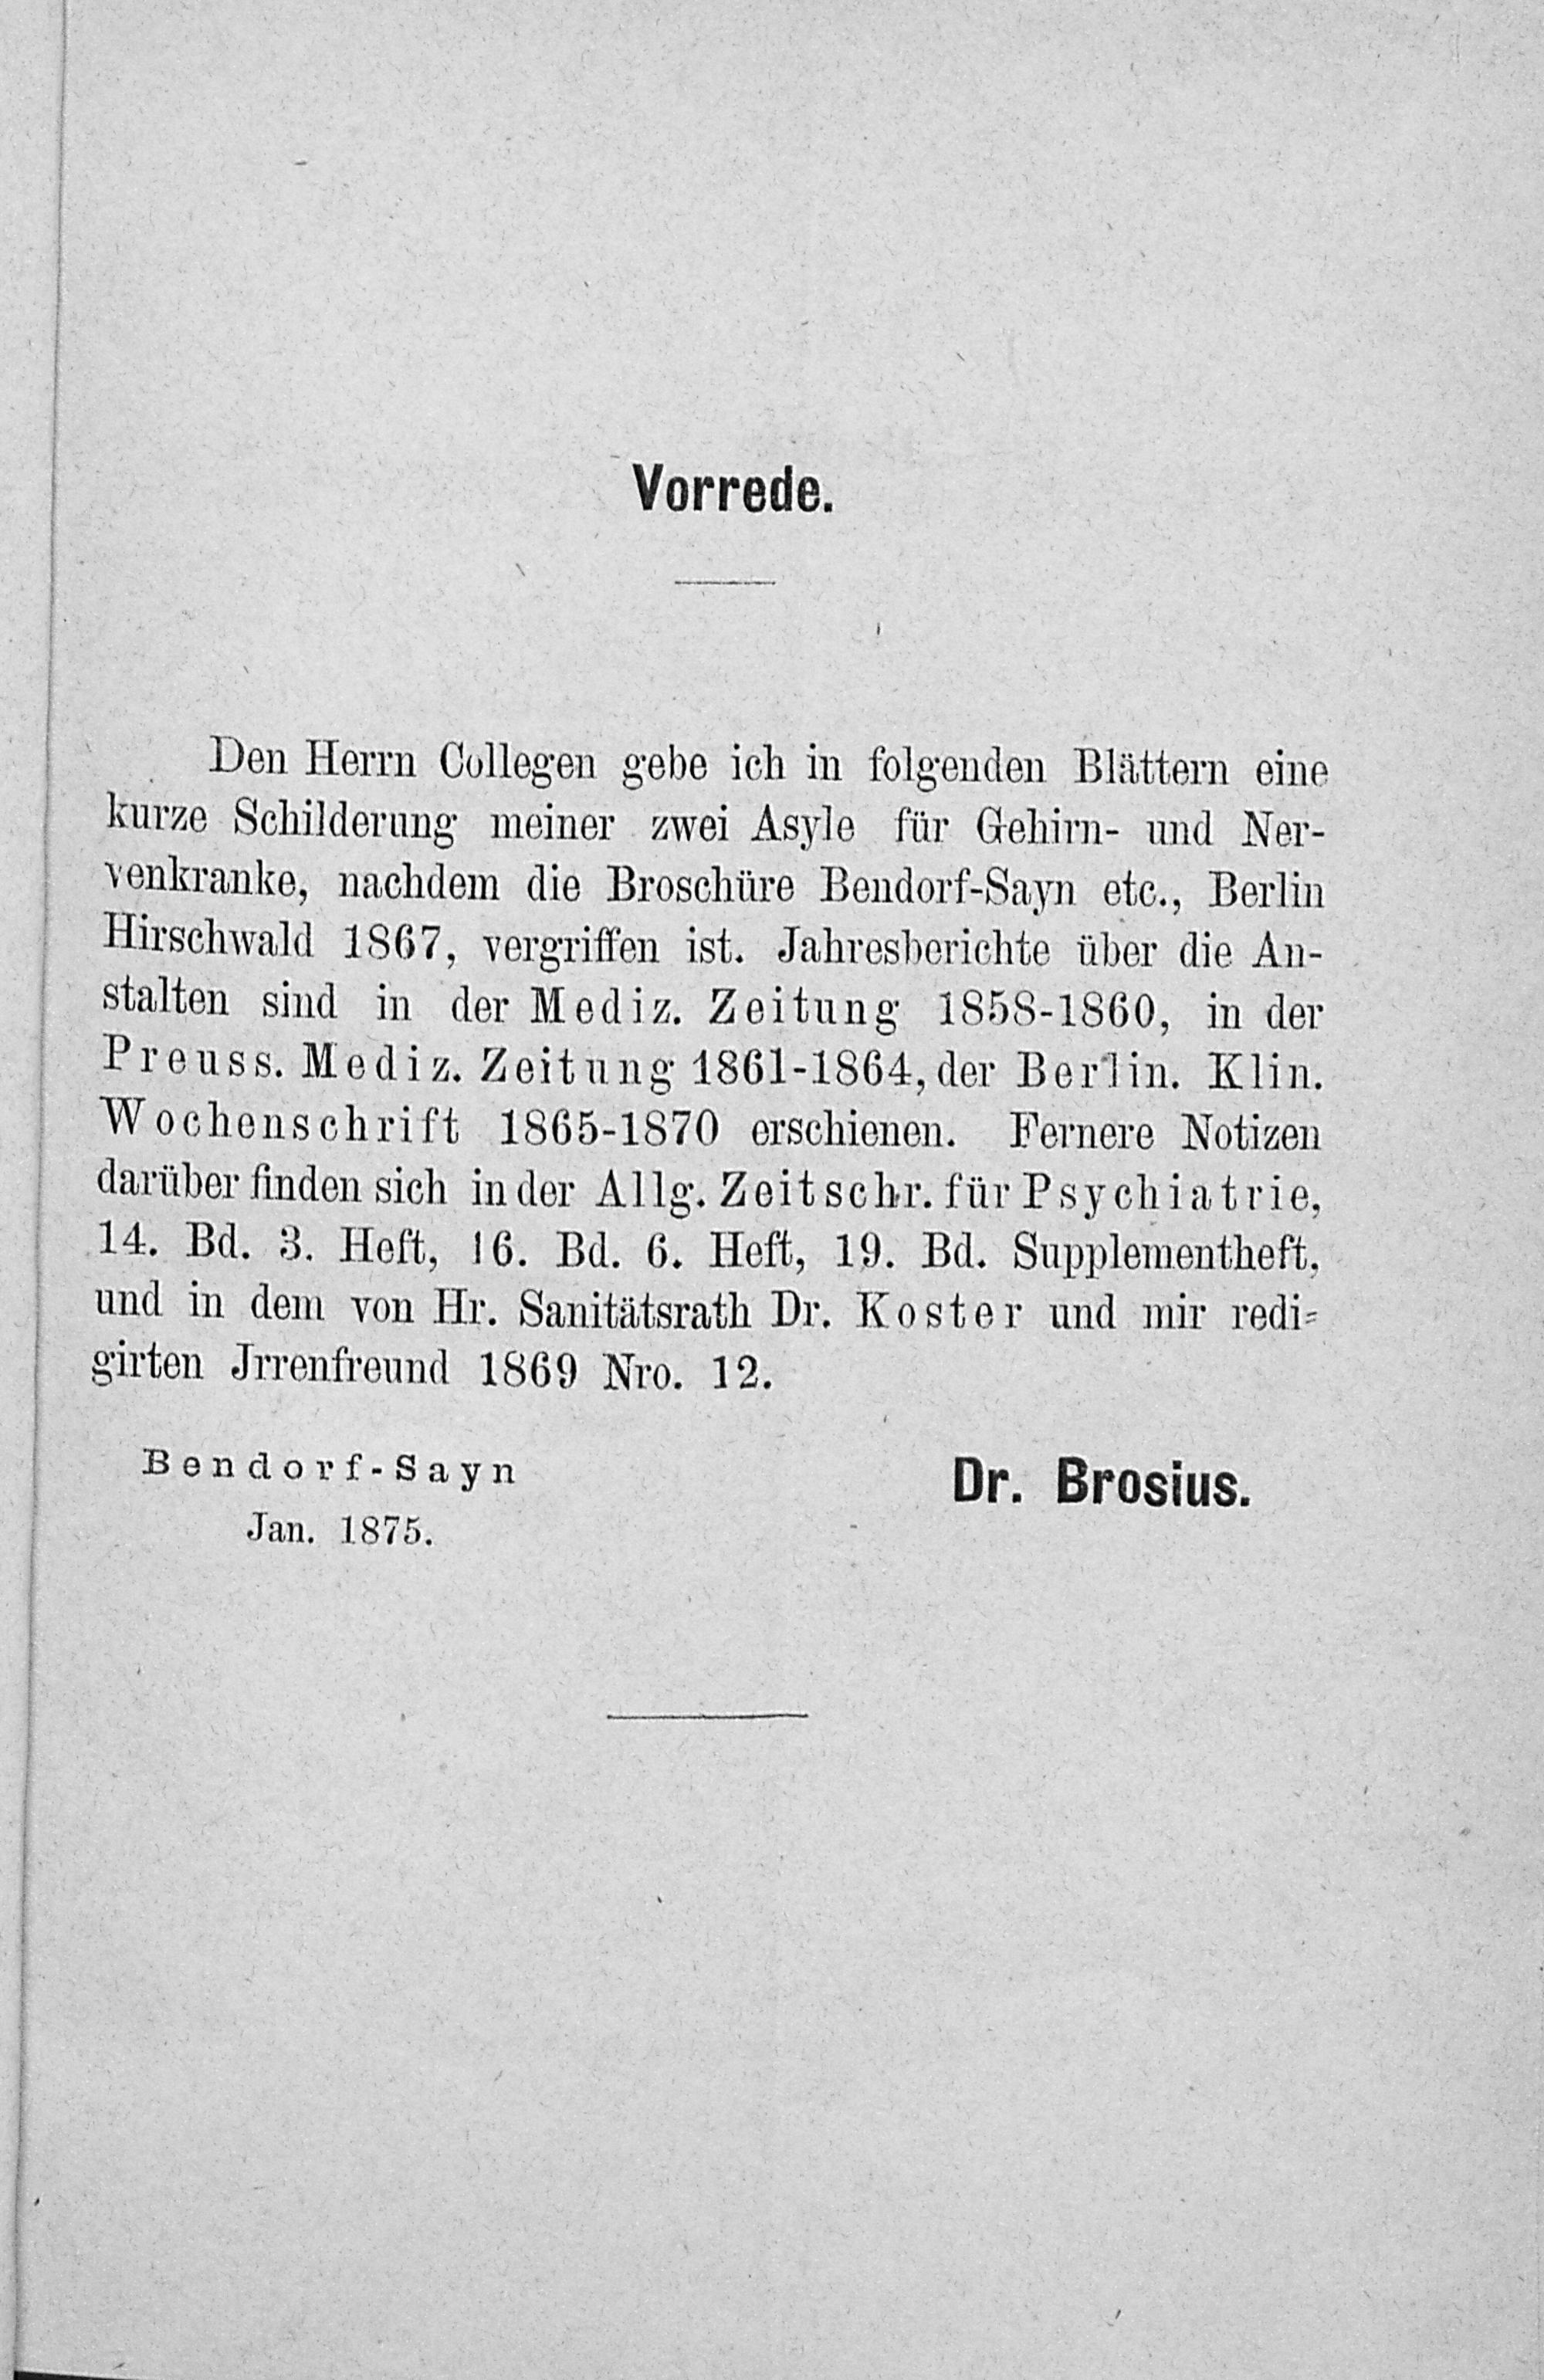 Vorrede.
Den Herrn Collegen gebe ich in folgenden Blättern eine
kurze Schilderung meiner zwei Asyle für Gehirn- und Ner-
venkranke, nachdem die Broschüre Bendorf-Sayn etc., Berlin
Hirschwald 1867, vergriffen ist. Jahresberichte über die An-
stalten sind in der Mediz. Zeitung 1858-1860, in der
Preuss. Mediz. Zeitung 1861-1864, der Berlin. Klin.
Wochenschrift 1865-1870 erschienen. Fernere Notizen
darüber finden sich in der Allg. Zeitschr. für Psychiatrie,
14. Bd. 3. Heft, 16. Bd. 6. Heft, 19. Bd. Supplementheft,
und in dem von Hr. Sanitätsrath Dr. Koster und mir redi-
girten Jrrenfreund 1869 Nro. 12.
Bendorf-Sayn
Dr. Brosius.
Jan. 1875.